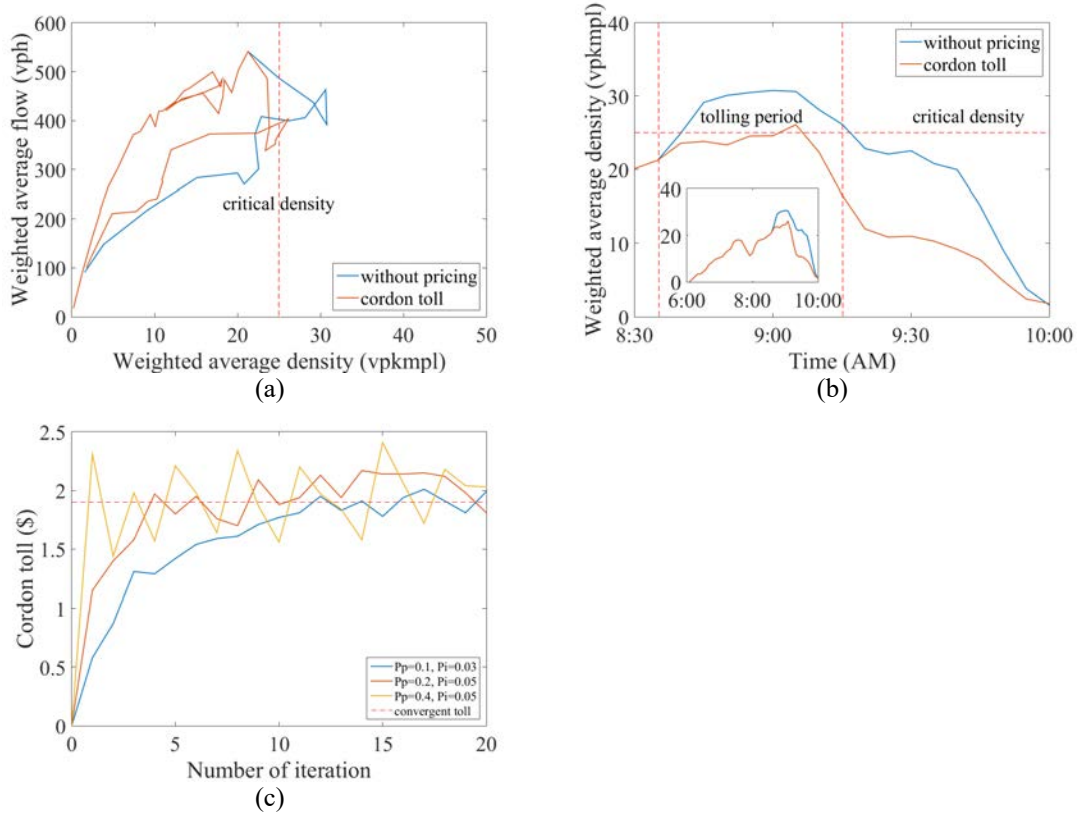 600
500
400
300
200
100
0
Weighted average flow (vph)
critical density
without pricing
cordon toll
0 10 20 30 40 50
Weighted average density (vpkmpl)
(a)
40
30
20
10
0
Weighted average density (vpkmpl)
without pricing
cordon toll
tolling period
critical density
40
20
0
6:00 8:00 10:00
8:30 9:00 9:30 10:00
Time (AM)
(b)
2.5
2
1.5
1
0.5
0
Cordon toll ($)
Pp=0.1, Pi=0.03
Pp=0.2, Pi=0.05
Pp=0.4, Pi=0.05
convergent toll
0 5 10 15 20
Number of iteration
(c)